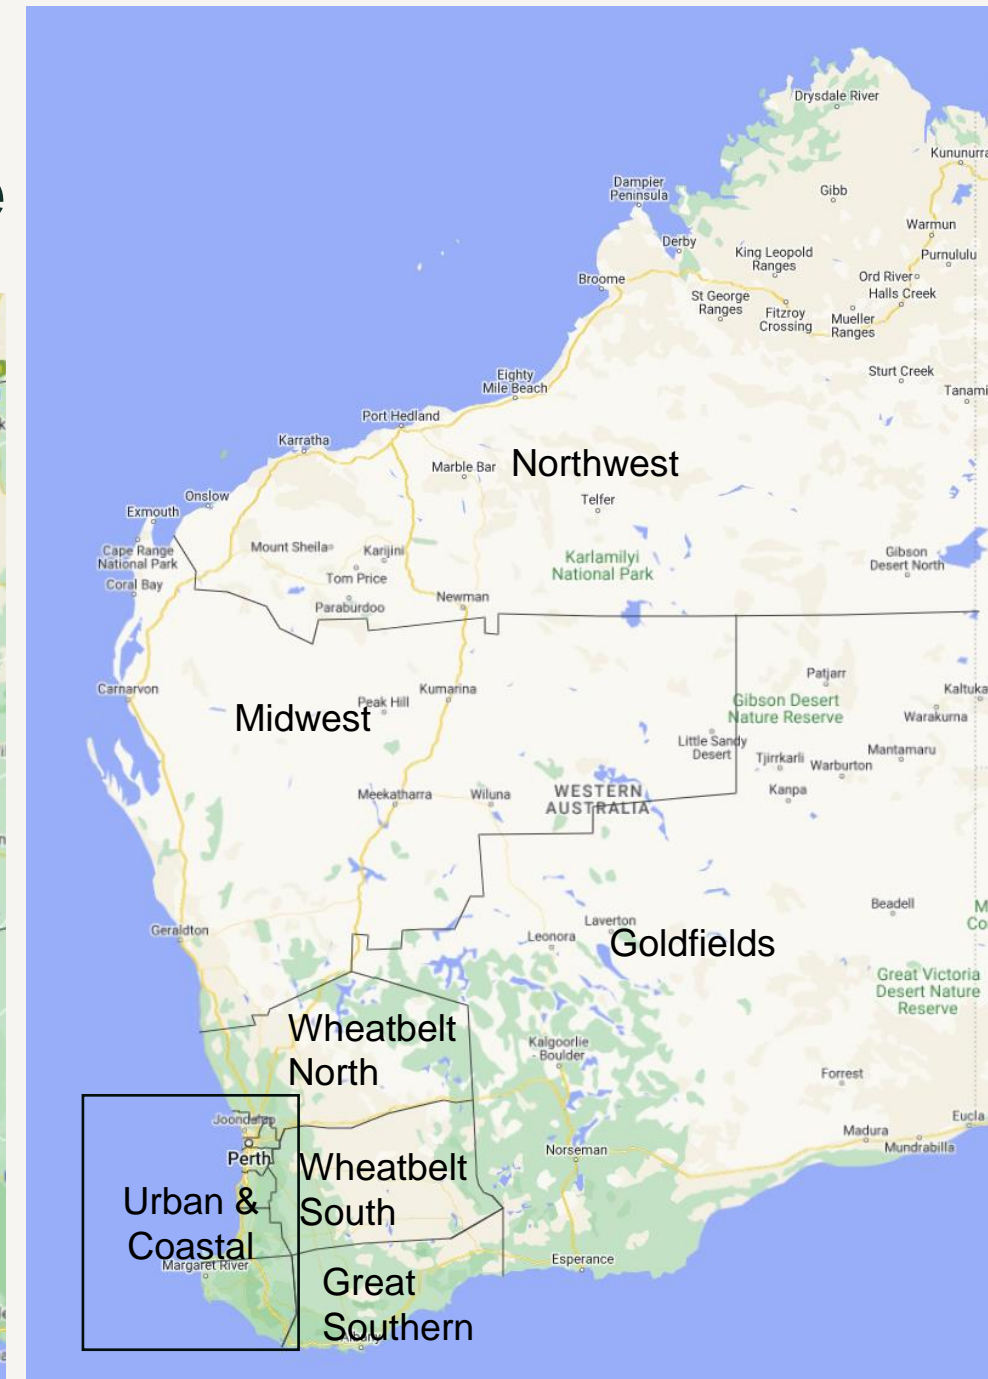 e
Drysdale River
Kununurra
Gibb
Dampier
Peninsula
Warmun
Derby
King Leopold
Ranges
Purnululu
Broome
Ord River
Halls Creek
St George
Ranges
Fitzroy
Crossing
Mueller
Ranges
Sturt Creek
Eighty
Mile Beach
Tanami
Port Hedland
Karratha
Marble Bar
Northwest
Onslow
Telfer
Exmouth
Cape Range
National Park
Mount Sheila
Karijini
Karlamilyi
National Park
Gibson
Desert North
Coral Bay
Tom Price
Paraburdoo
Newman
Carnarvon
Peak Hill
Kumarina
Midwest
Patjarr
Gibson Desert
Nature Reserve
Kaltuka
Warakurna
Little Sandy
Desert
Tjirrkarli
Warburton
Mantamaru
Meekatharra
Wiluna
WESTERN
AUSTRALIA
Kanpa
Geraldton
Laverton
Leonora
Goldfields
Beadell
M
Co
Great Victoria
Desert Nature
Reserve
Wheatbelt
North
Kalgoorlie
- Boulder
Forrest
Joondalup
Madura
Eucla
Mundrabilla
Perth
Norseman
Wheatbelt
South
Urban &
Coastal
Margaret River
Esperance
Great
Southern
Albany